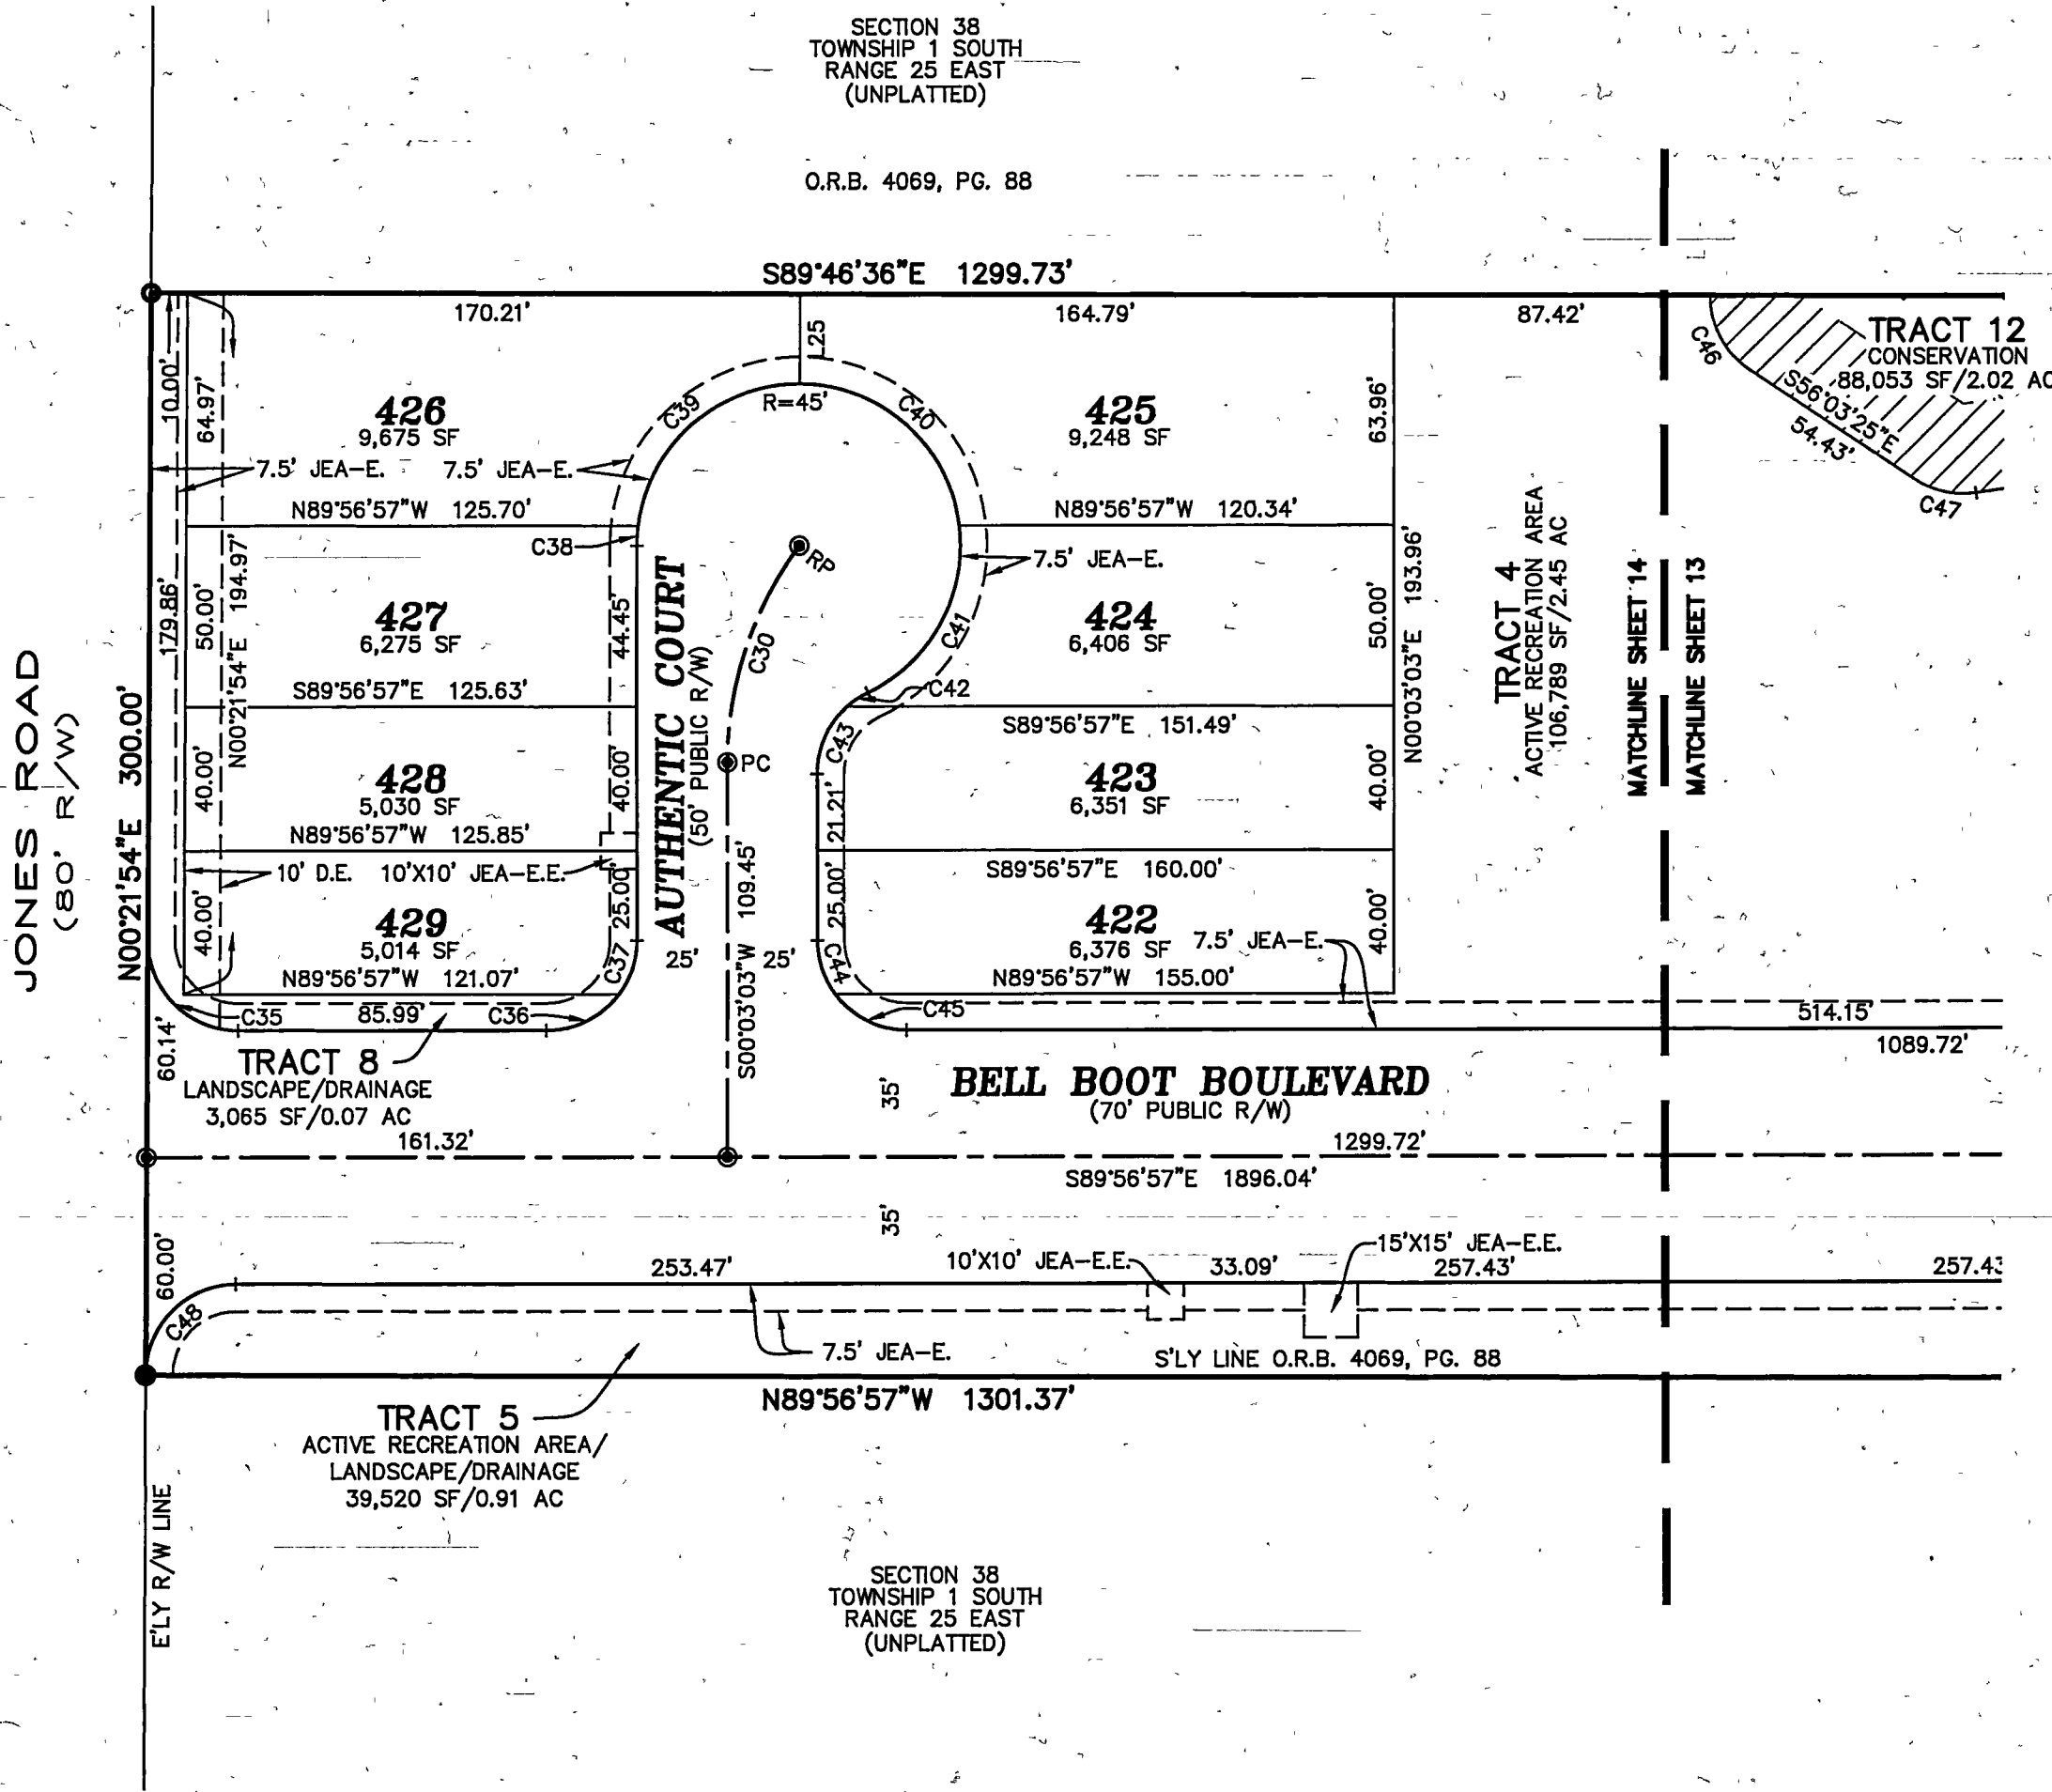 SECTION 38
TOWNSHIP 1 SOUTH
RANGE 25 EAST
(UNPLATTED)
O.R.B. 4069, PG. 88
S89°46'36"E 1299.73'
170.21'
164.79'
87.42'
L25
R=45'
C39
C40
10.00'
64.97'
426
9,675 SF
425
9,248 SF
63.96'
7.5' JEA-E.
7.5' JEA-E.
N89°56'57"W 125.70'
N89°56'57"W 120.34'
C38
RP
7.5' JEA-E.
TRACT 12
CONSERVATION
88,053 SF/2.02 AC
C46
S56°03'25"E
54.43'
C47
JONES ROAD
(80' R/W)
N00°21'54"E 300.00'
179.86'
50.00'
N00°21'54"E 194.97'
427
6,275 SF
44.45'
AUTHENTIC COURT
(50' PUBLIC R/W)
C30
C41
424
6,406 SF
50.00'
N00°03'03"E 193.96'
TRACT 4
ACTIVE RECREATION AREA
106,789 SF/2.45 AC
MATCHLINE SHEET 14
MATCHLINE SHEET 13
S89°56'57"E 125.63'
C42
S89°56'57"E 151.49'
C43
PC
40.00'
428
5,030 SF
40.00'
21.21'
423
6,351 SF
40.00'
N89°56'57"W 125.85'
10' D.E.
10'X10' JEA-E.E.
S89°56'57"E 160.00'
40.00'
429
5,014 SF
25.00'
C37
25'
S00°03'03"W 109.45'
25'
25.00'
C44
422
6,376 SF
7.5' JEA-E.
40.00'
N89°56'57"W 121.07'
N89°56'57"W 155.00'
C35
85.99'
C36
C45
514.15'
1089.72'
60.14'
TRACT 8
LANDSCAPE/DRAINAGE
3,065 SF/0.07 AC
35'
BELL BOOT BOULEVARD
(70' PUBLIC R/W)
161.32'
1299.72'
S89°56'57"E 1896.04'
35'
60.00'
C48
253.47'
10'X10' JEA-E.E.
33.09'
15'X15' JEA-E.E.
257.43'
257.43
7.5' JEA-E.
S'LY LINE O.R.B. 4069, PG. 88
N89°56'57"W 1301.37'
TRACT 5
ACTIVE RECREATION AREA/
LANDSCAPE/DRAINAGE
39,520 SF/0.91 AC
E'LY R/W LINE
SECTION 38
TOWNSHIP 1 SOUTH
RANGE 25 EAST
(UNPLATTED)